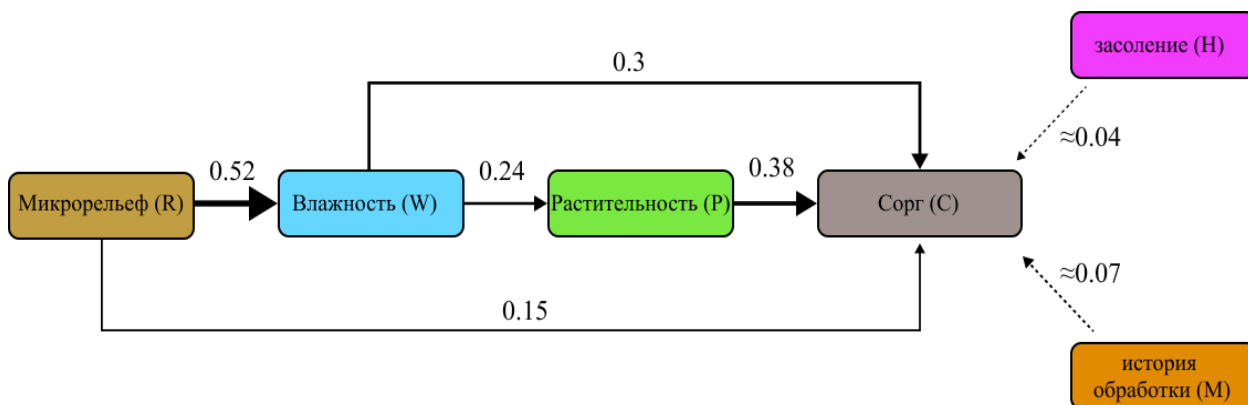 засоление (H)
0.3
≈0.04
0.52
0.24
0.38
Микрорельеф (R)
Влажность (W)
Растительность (P)
Сорг (C)
≈0.07
0.15
история
обработки (M)